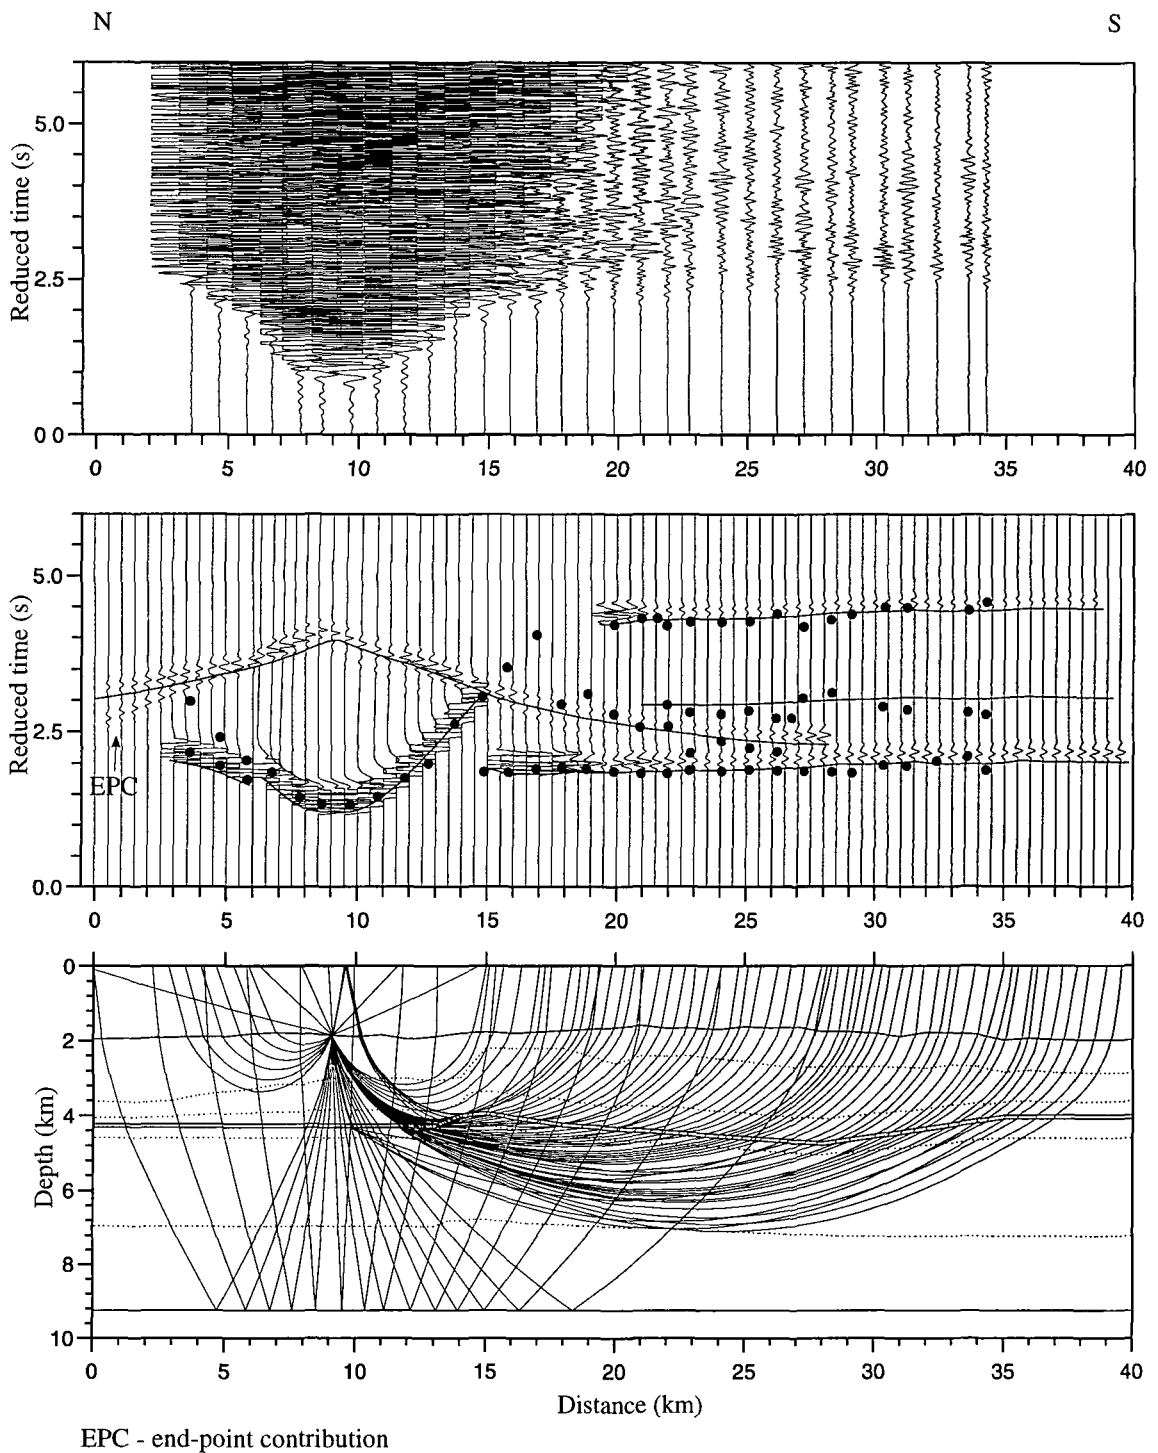 N S
Reduced time (s)
5.0
2.5
0 0
0 5 10 15 20 25 30 35 40
Reduced time (s)
5.0
2.5
0.0
EPC
0 5 10 15 20 25 30 35 40
Depth (km)
0
2
4
6
8
10
0 5 10 15 20 25 30 35 40
Distance (km)
EPC - end-point contribution